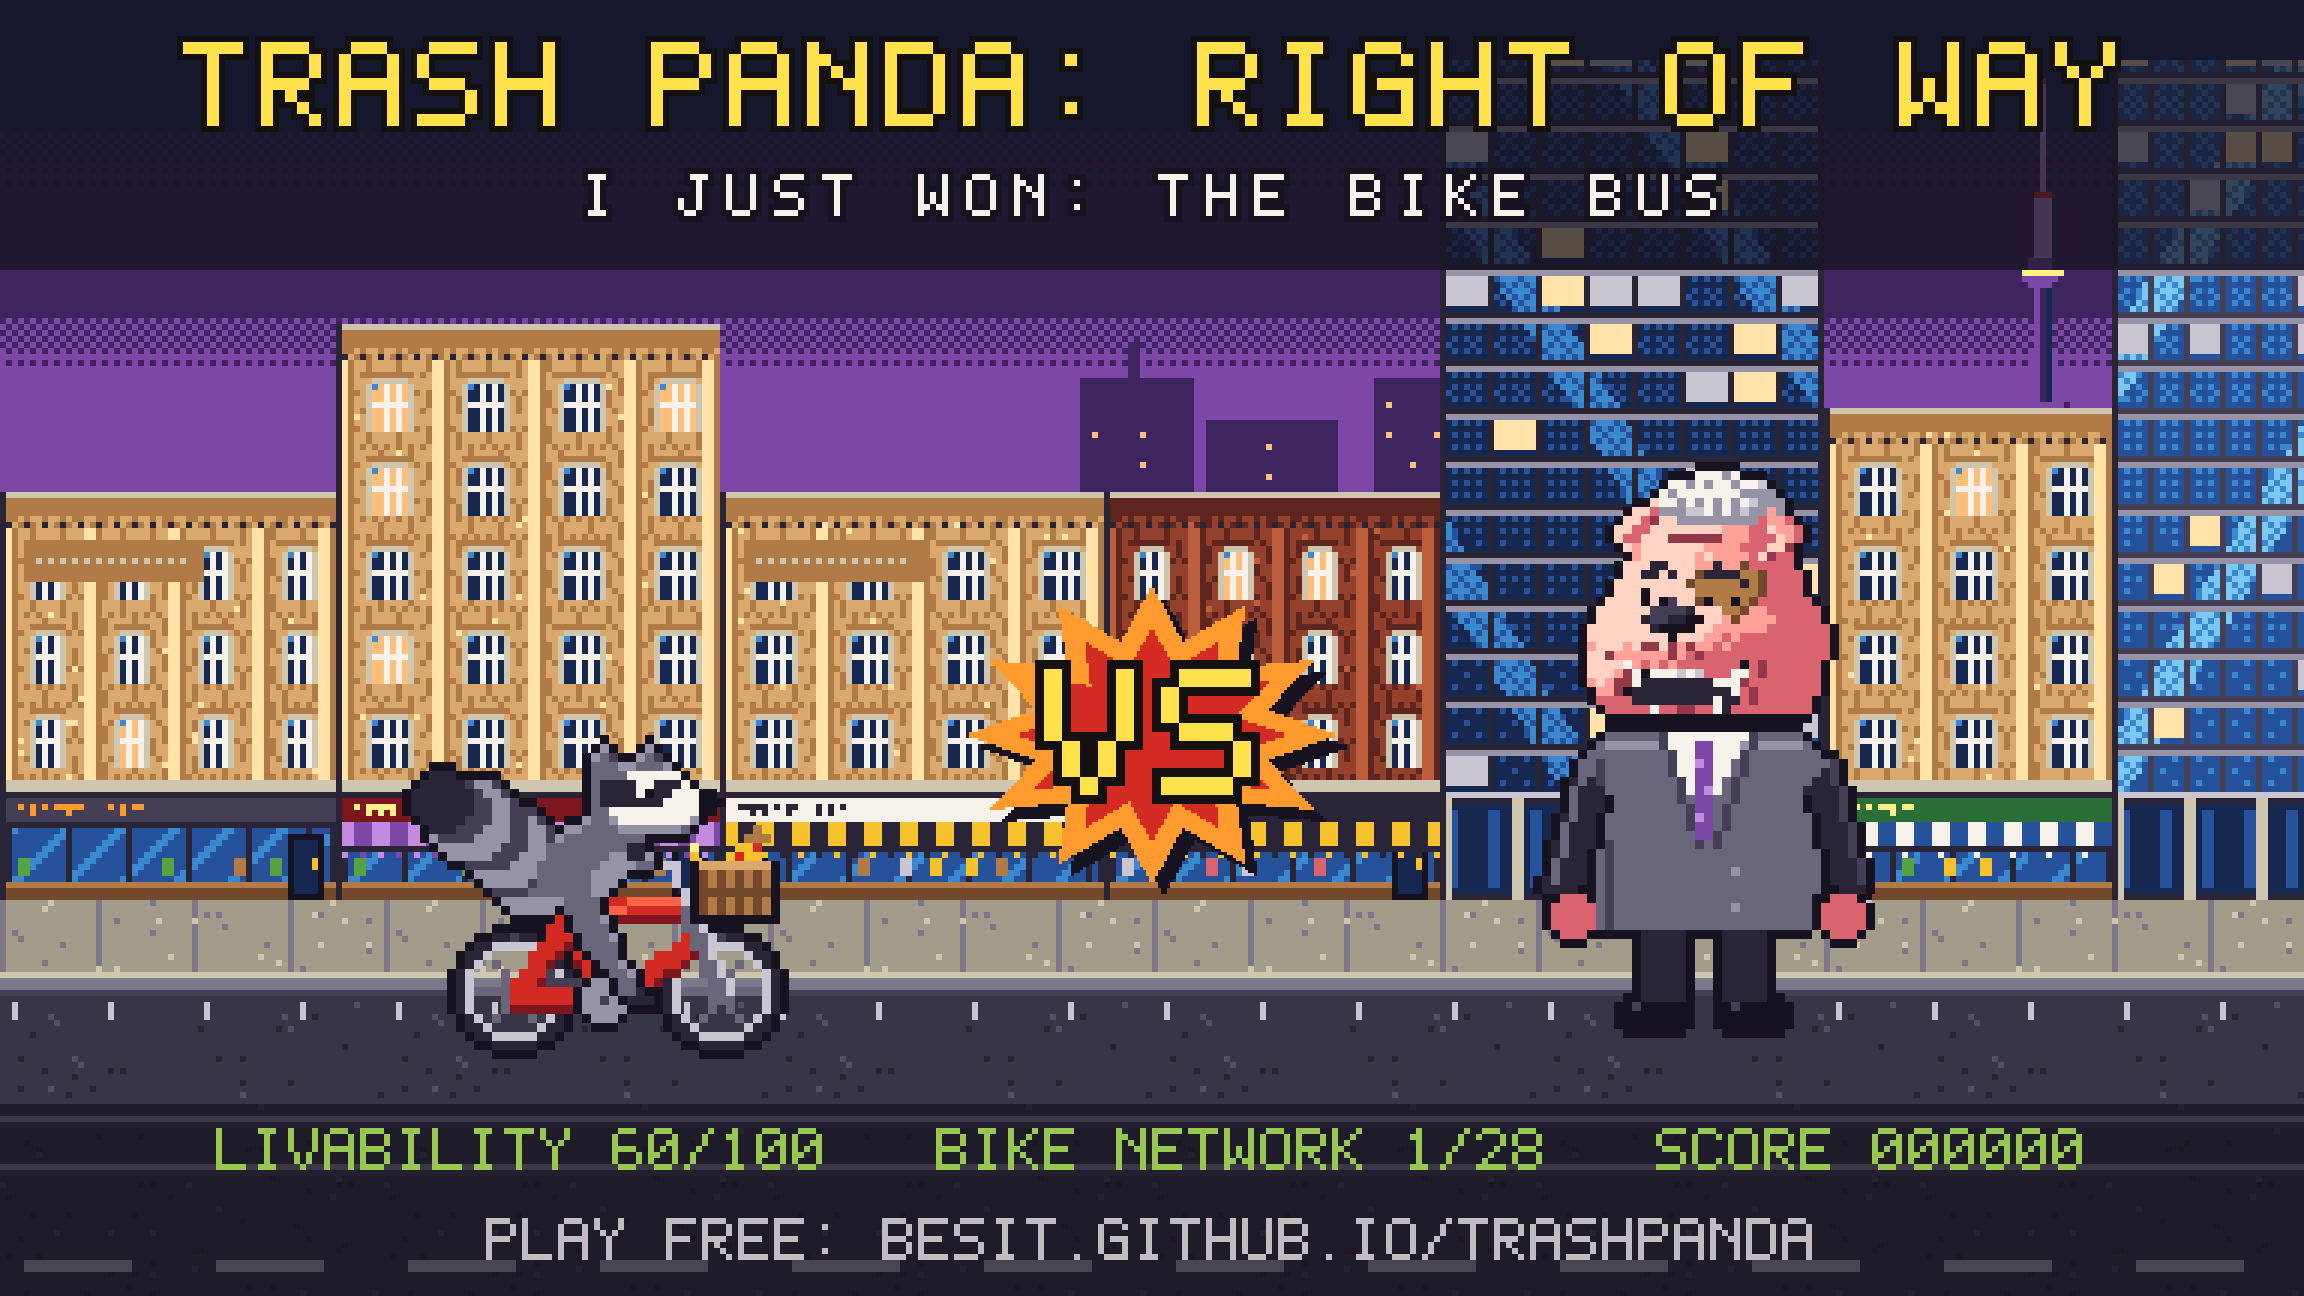 TRASH PANDA: RIGHT OF WAY
I JUST WON: THE BIKE BUS
VS
LIVABILITY 60/100 BIKE NETWORK 1/28 SCORE 000000
PLAY FREE: BESIT.GITHUB.IO/TRASHPANDA